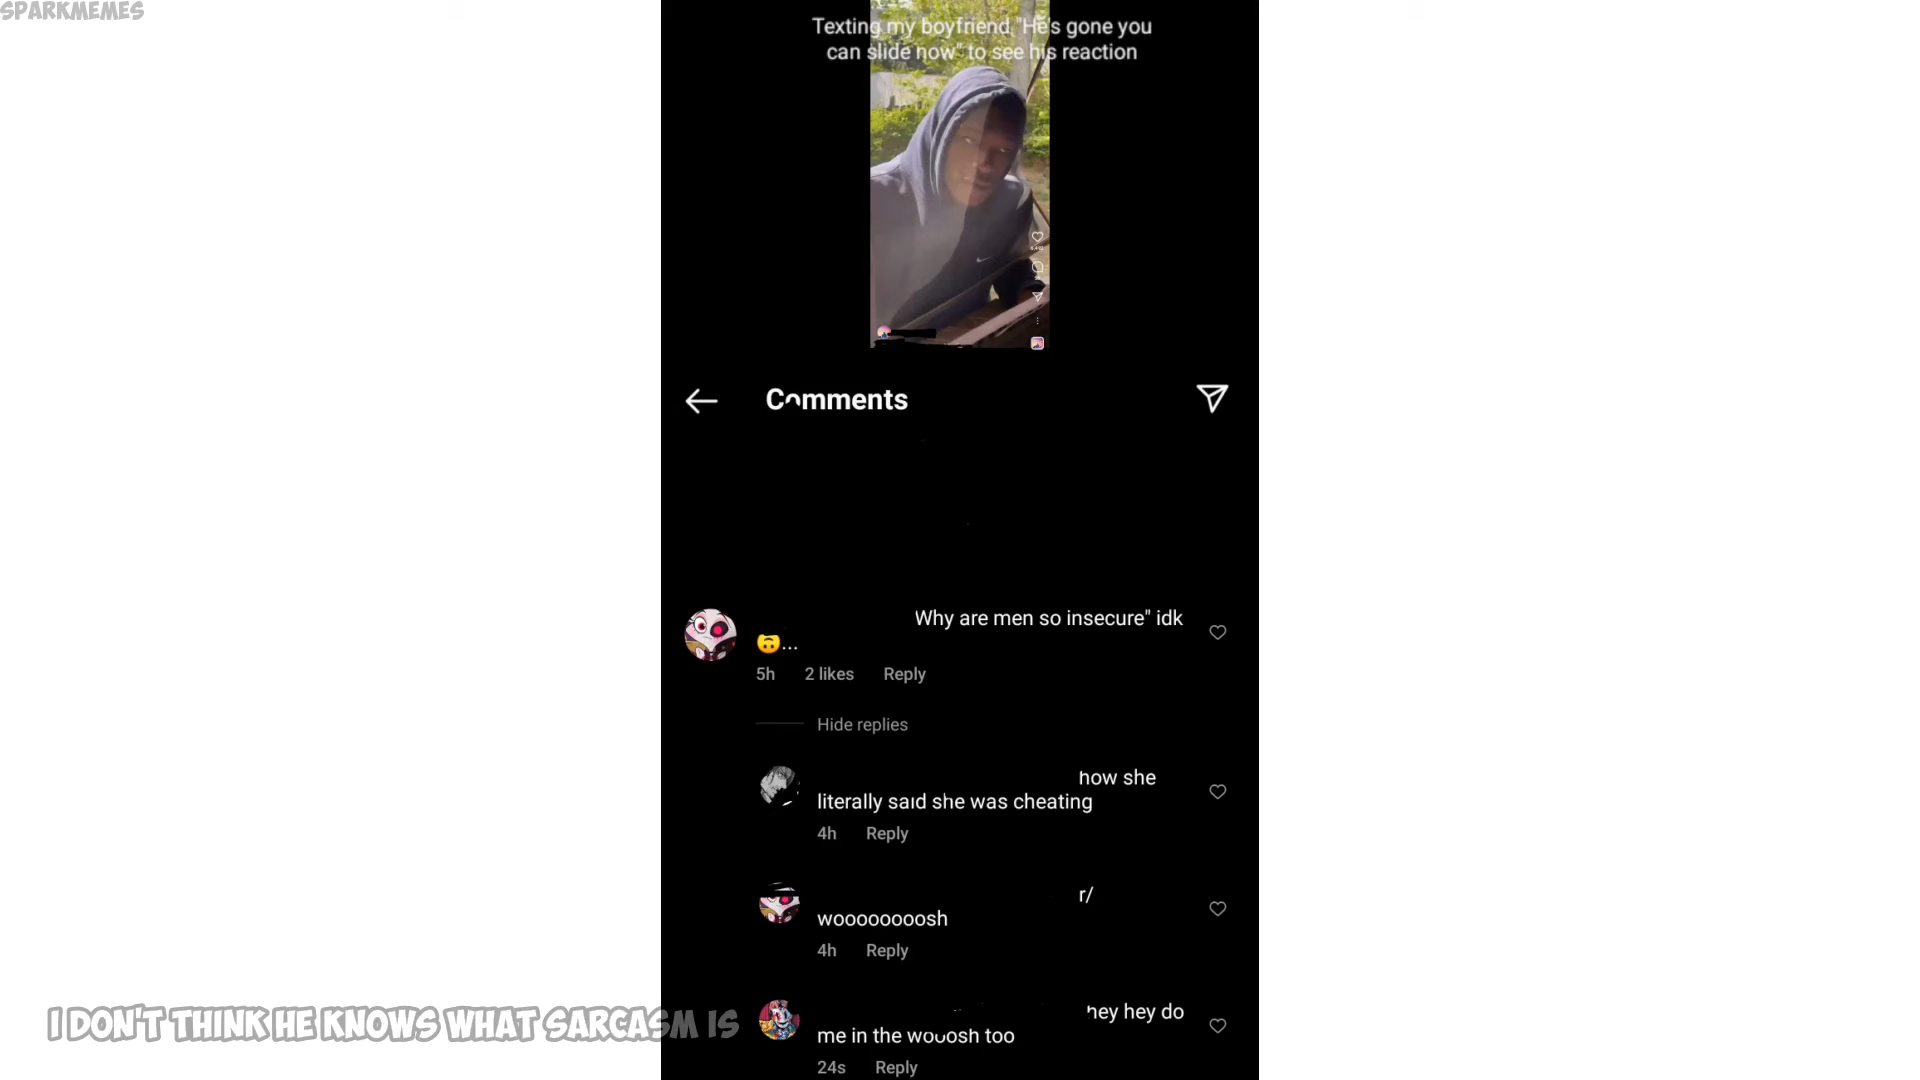 SPARKMEMES
Texting my boyfriend "He's gone you
can slide now" to see his reaction
Comments
Why are men so insecure" idk
🙃...
5h 2 likes Reply
Hide replies
how she
literally said she was cheating
4h Reply
r/
woooooooosh
4h Reply
hey hey do
me in the wooosh too
24s Reply
I DON'T THINK HE KNOWS WHAT SARCASM IS